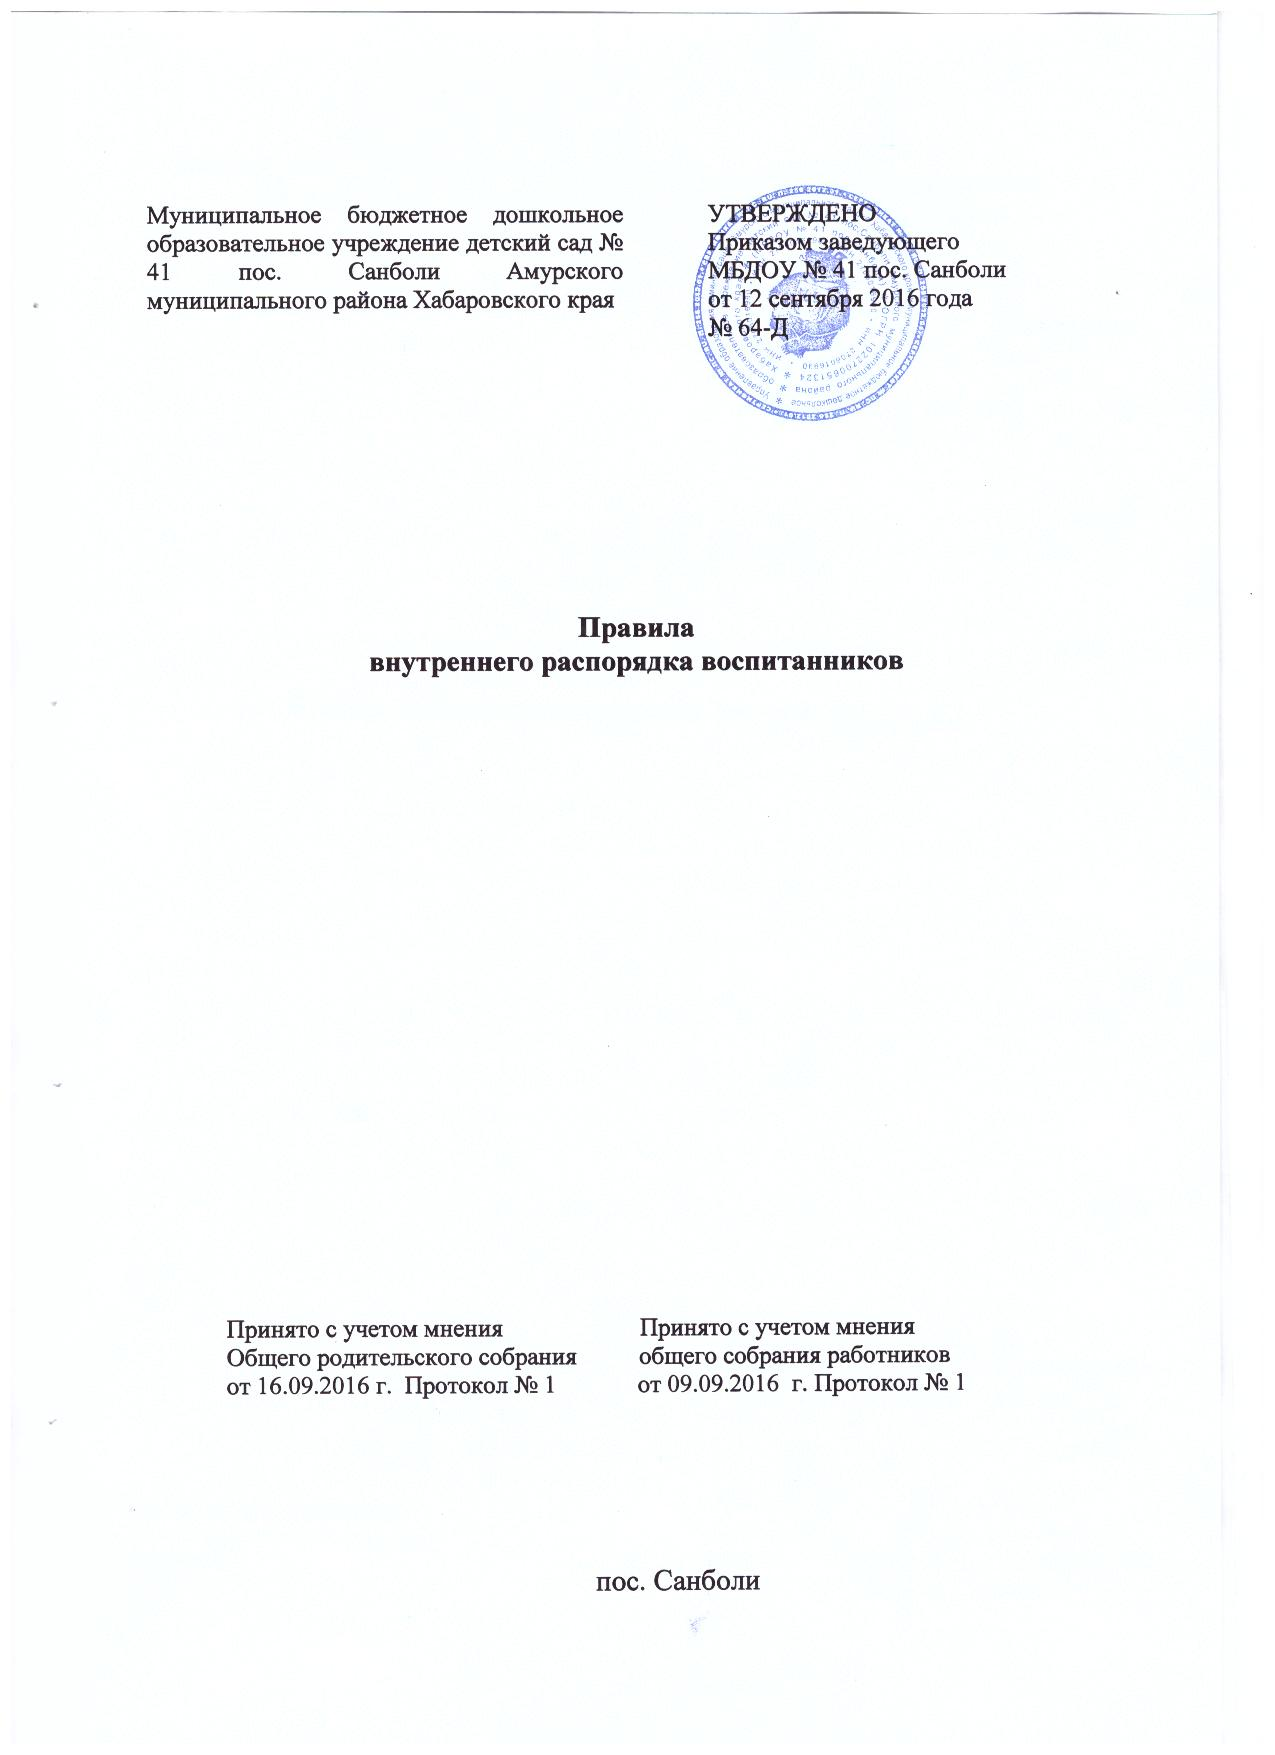 Муниципальное бюджетное дошкольное
образовательное учреждение детский сад №
41 пос. Санболи Амурского
муниципального района Хабаровского края
УТВЕРЖДЕНО
Приказом заведующего
МБДОУ № 41 пос. Санболи
от 12 сентября 2016 года
№ 64-Д
Правила
внутреннего распорядка воспитанников
Принято с учетом мнения
Общего родительского собрания
от 16.09.2016 г. Протокол № 1
Принято с учетом мнения
общего собрания работников
от 09.09.2016 г. Протокол № 1
пос. Санболи